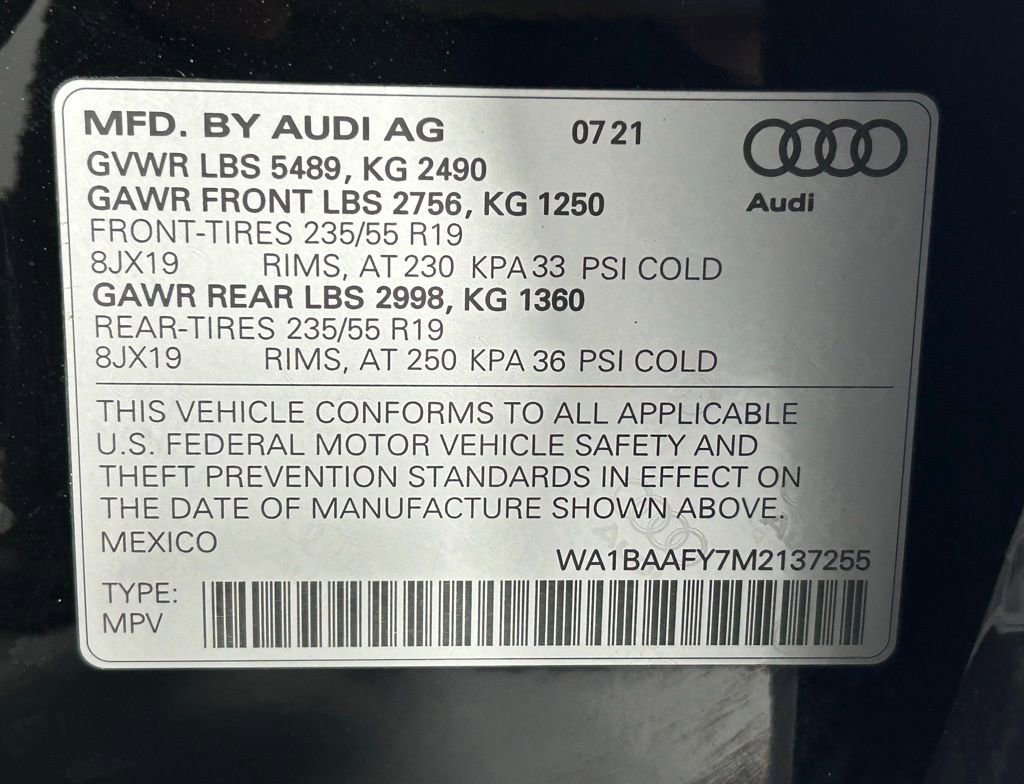 MFD. BY AUDI AG 07 21
Audi
GVWR LBS 5489, KG 2490
GAWR FRONT LBS 2756, KG 1250
FRONT-TIRES 235/55 R19
8JX19 RIMS, AT 230 KPA 33 PSI COLD
GAWR REAR LBS 2998, KG 1360
REAR-TIRES 235/55 R19
8JX19 RIMS, AT 250 KPA 36 PSI COLD
THIS VEHICLE CONFORMS TO ALL APPLICABLE
U.S. FEDERAL MOTOR VEHICLE SAFETY AND
THEFT PREVENTION STANDARDS IN EFFECT ON
THE DATE OF MANUFACTURE SHOWN ABOVE.
MEXICO
WA1BAAFY7M2137255
TYPE:
MPV